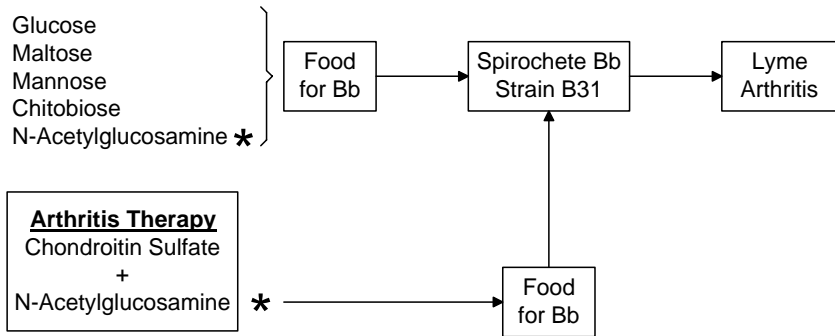 Glucose
Maltose
Mannose
Chitobiose
N-Acetylglucosamine *
Food
for Bb
Spirochete Bb
Strain B31
Lyme
Arthritis
Arthritis Therapy
Chondroitin Sulfate
+
N-Acetylglucosamine *
Food
for Bb